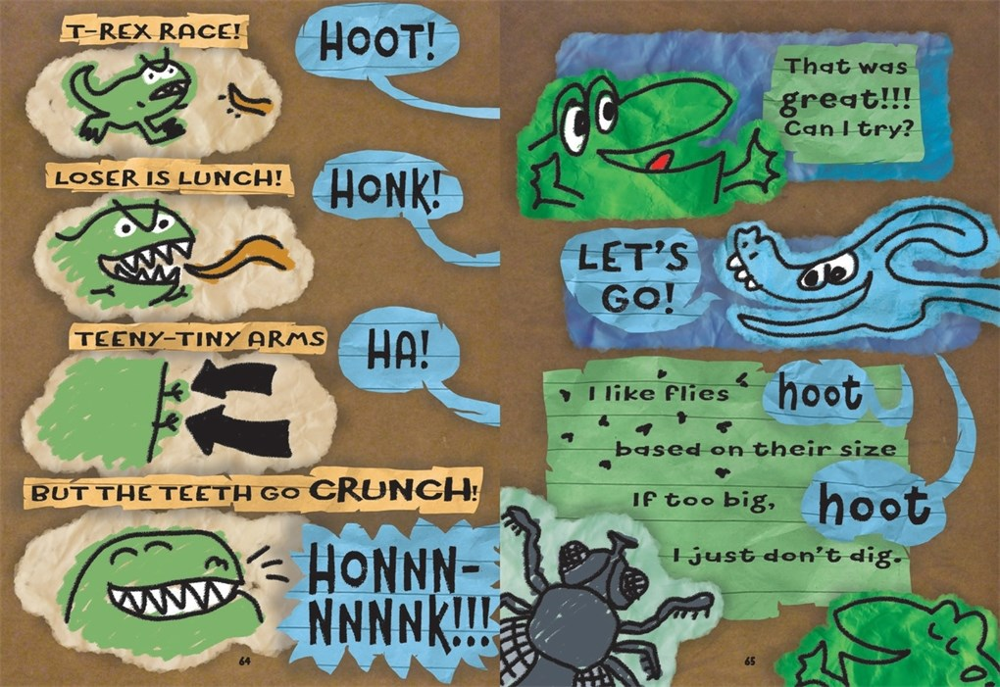 T-REX RACE!
HOOT!
LOSER IS LUNCH!
HONK!
TEENY-TINY ARMS
HA!
BUT THE TEETH GO CRUNCH!
HONNN-
NNNNNK!!!
64
That was
great!!!
Can I try?
LET'S
GO!
I like flies
hoot
based on their size
If too big,
hoot
I just don't dig.
65